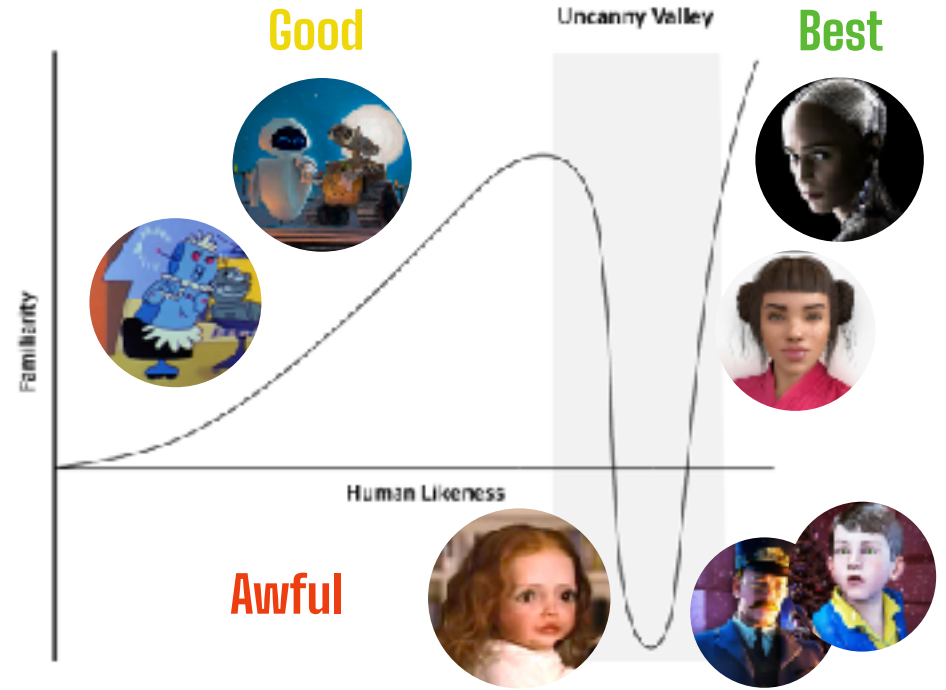 Good
Uncanny Valley
Best
Familiarity
Human Likeness
Awful